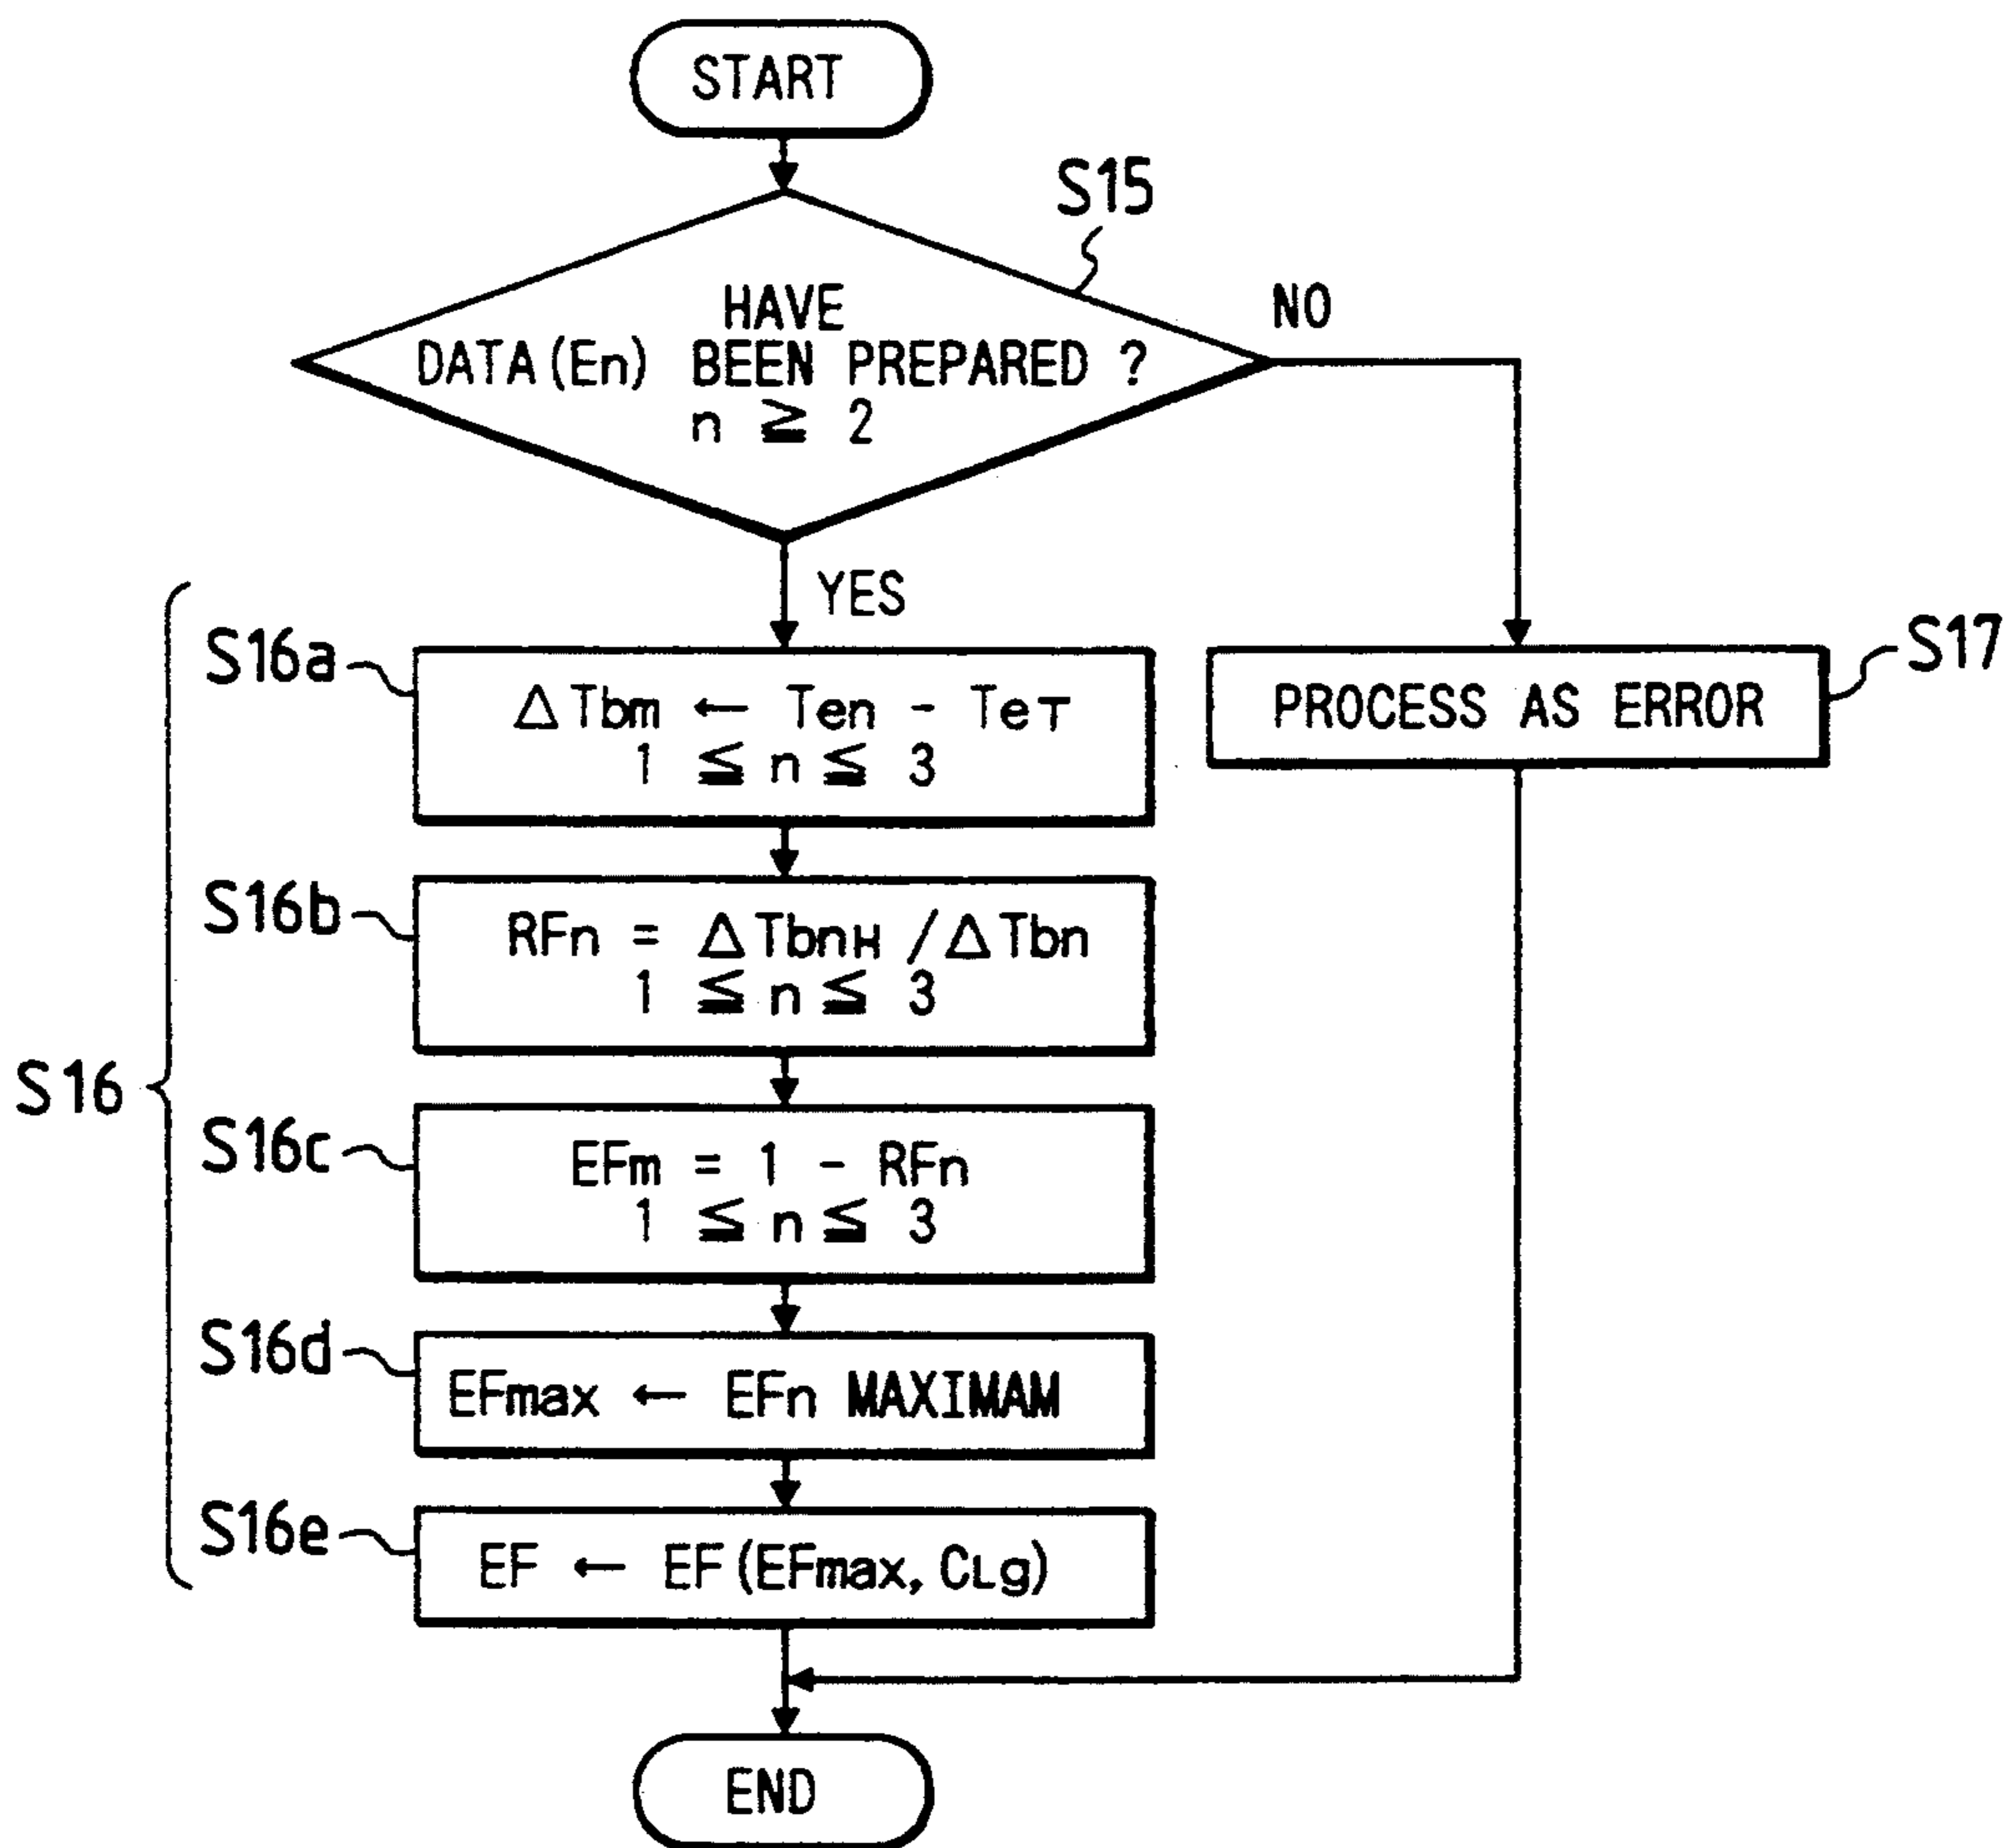 START
S15
HAVE
DATA(En) BEEN PREPARED ?
n ≧ 2
NO
YES
S16a
ΔTbm ← Ten - TeT
1 ≦ n ≦ 3
PROCESS AS ERROR
S17
S16b
RFn = ΔTbnH /ΔTbn
1 ≦ n ≦ 3
S16
S16c
EFm = 1 - RFn
1 ≦ n ≦ 3
S16d
EFmax ← EFn MAXIMAM
S16e
EF ← EF(EFmax, CLg)
END